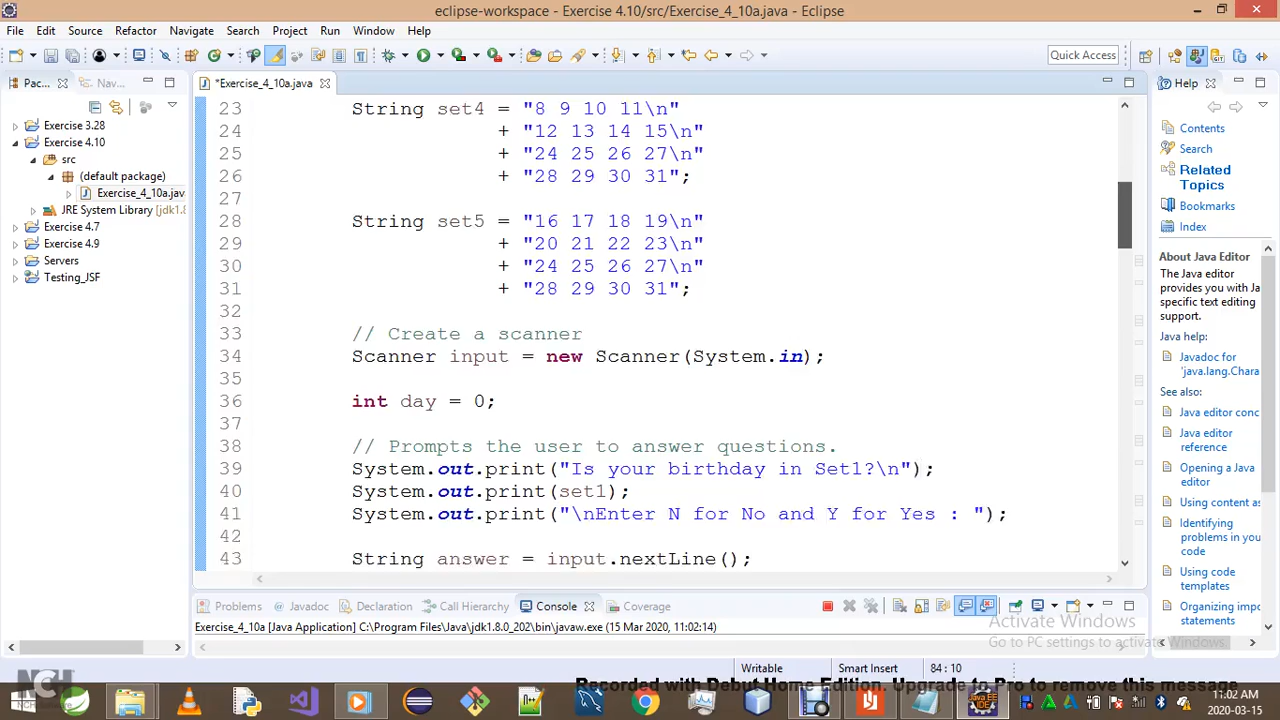 eclipse-workspace - Exercise 4.10/src/Exercise_4_10a.java - Eclipse
File Edit Source Refactor Navigate Search Project Run Window Help
Quick Access
Pac... Nav...
*Exercise_4_10a.java
Help
Exercise 3.28
Exercise 4.10
src
(default package)
Exercise_4_10a.jav
JRE System Library [jdk1.8
Exercise 4.7
Exercise 4.9
Servers
Testing_JSF
23 String set4 = "8 9 10 11\n"
24 + "12 13 14 15\n"
25 + "24 25 26 27\n"
26 + "28 29 30 31";
27
28 String set5 = "16 17 18 19\n"
29 + "20 21 22 23\n"
30 + "24 25 26 27\n"
31 + "28 29 30 31";
32
33 // Create a scanner
34 Scanner input = new Scanner(System.in);
35
36 int day = 0;
37
38 // Prompts the user to answer questions.
39 System.out.print("Is your birthday in Set1?\n");
40 System.out.print(set1);
41 System.out.print("\nEnter N for No and Y for Yes : ");
42
43 String answer = input.nextLine();
Contents
Search
Related
Topics
Bookmarks
Index
About Java Editor
The Java editor
provides you with Ja
specific text editing
support.
Java help:
Javadoc for
'java.lang.Chara
See also:
Java editor conc
Java editor
reference
Opening a Java
editor
Using content as
Identifying
problems in you
code
Using code
templates
Organizing impo
statements
Problems Javadoc Declaration Call Hierarchy Console Coverage
Exercise_4_10a [Java Application] C:\Program Files\Java\jdk1.8.0_202\bin\javaw.exe (15 Mar 2020, 11:02:14)
Activate Windows
Go to PC settings to activate Windows.
Writable Smart Insert 84 : 10
NCH
Recorded with Debut Home Edition. Upgrade to Pro to remove this message
11:02 AM
2020-03-15